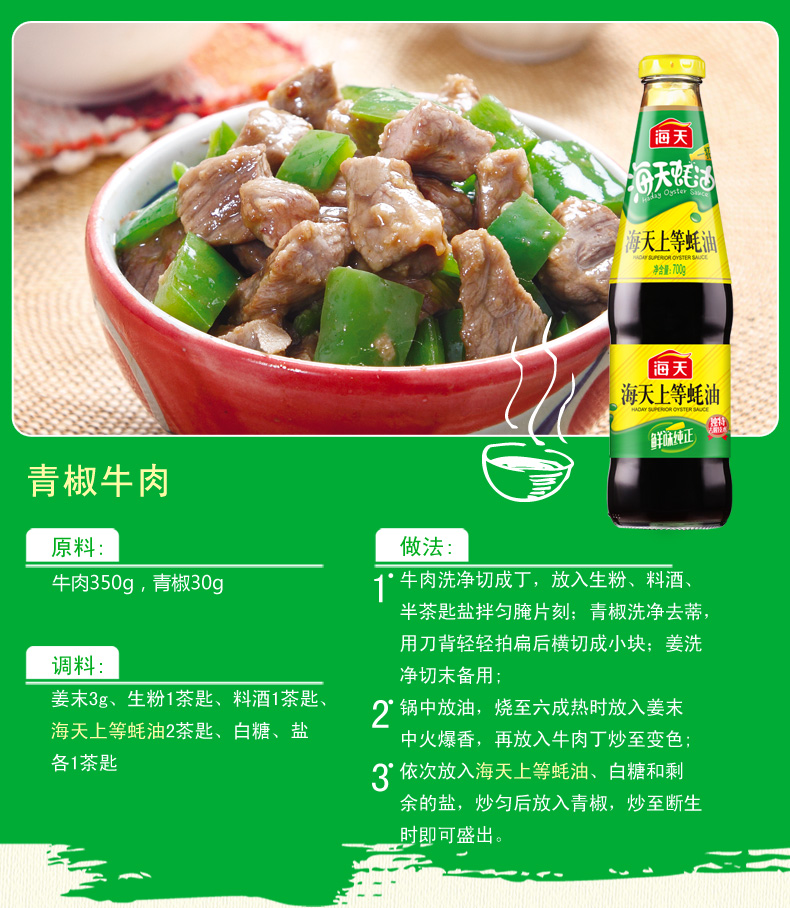 海天
海天蚝油
Haday Oyster Sauce
海天上等蚝油
HADAY SUPERIOR OYSTER SAUCE
净含量:700g
海天
海天上等蚝油
HADAY SUPERIOR OYSTER SAUCE
鲜味纯正
独特
青椒牛肉
原料:
牛肉350g，青椒30g
调料:
姜末3g、生粉1茶匙、料酒1茶匙、
海天上等蚝油2茶匙、白糖、盐
各1茶匙
做法:
1 牛肉洗净切成丁，放入生粉、料酒、
半茶匙盐拌匀腌片刻；青椒洗净去蒂，
用刀背轻轻拍扁后横切成小块；姜洗
净切末备用;
2 锅中放油，烧至六成热时放入姜末
中火爆香，再放入牛肉丁炒至变色;
3 依次放入海天上等蚝油、白糖和剩
余的盐，炒匀后放入青椒，炒至断生
时即可盛出。